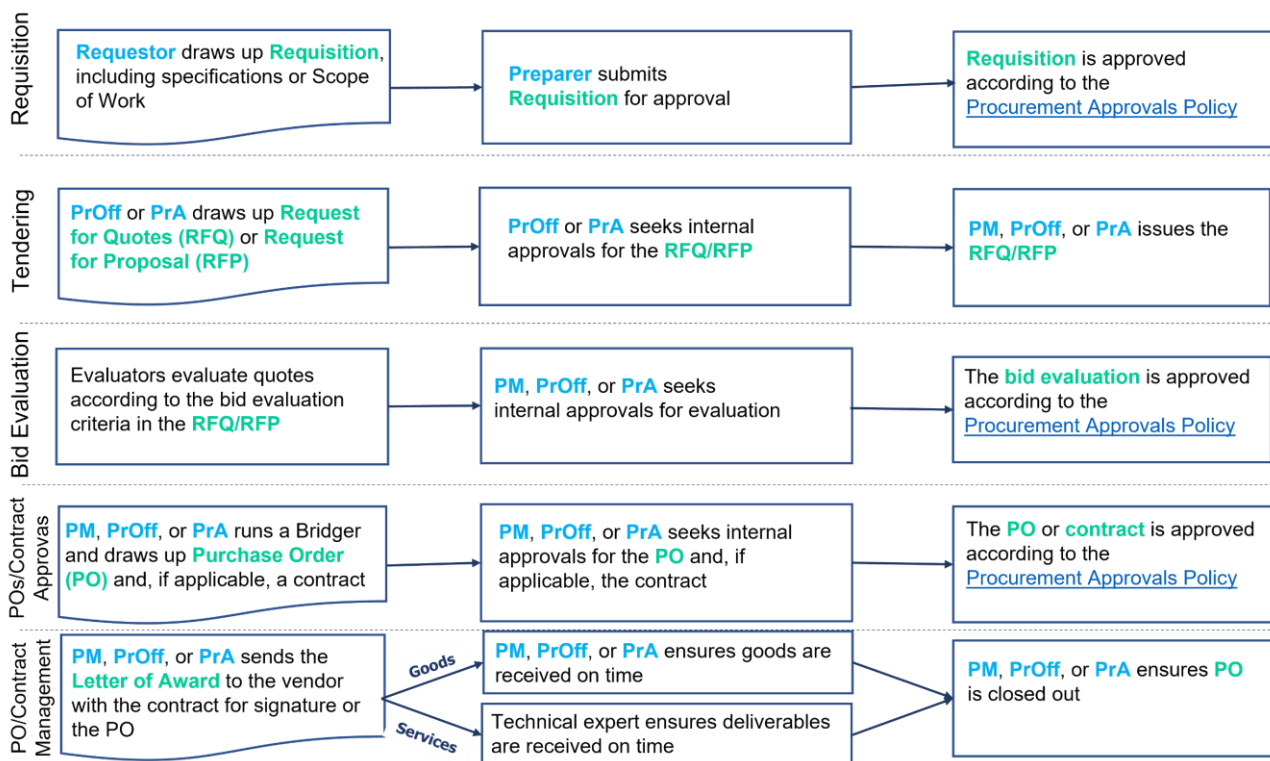 Requisition
Requestor draws up Requisition,
including specifications or Scope
of Work
Preparer submits
Requisition for approval
Requisition is approved
according to the
Procurement Approvals Policy
Tendering
PrOff or PrA draws up Request
for Quotes (RFQ) or Request
for Proposal (RFP)
PrOff or PrA seeks internal
approvals for the RFQ/RFP
PM, PrOff, or PrA issues the
RFQ/RFP
Bid Evaluation
Evaluators evaluate quotes
according to the bid evaluation
criteria in the RFQ/RFP
PM, PrOff, or PrA seeks
internal approvals for evaluation
The bid evaluation is approved
according to the
Procurement Approvals Policy
POs/Contract
Approvas
PM, PrOff, or PrA runs a Bridger
and draws up Purchase Order
(PO) and, if applicable, a contract
PM, PrOff, or PrA seeks internal
approvals for the PO and, if
applicable, the contract
The PO or contract is approved
according to the
Procurement Approvals Policy
PO/Contract
Management
PM, PrOff, or PrA sends the
Letter of Award to the vendor
with the contract for signature or
the PO
Goods
Services
PM, PrOff, or PrA ensures goods are
received on time
Technical expert ensures deliverables
are received on time
PM, PrOff, or PrA ensures PO
is closed out